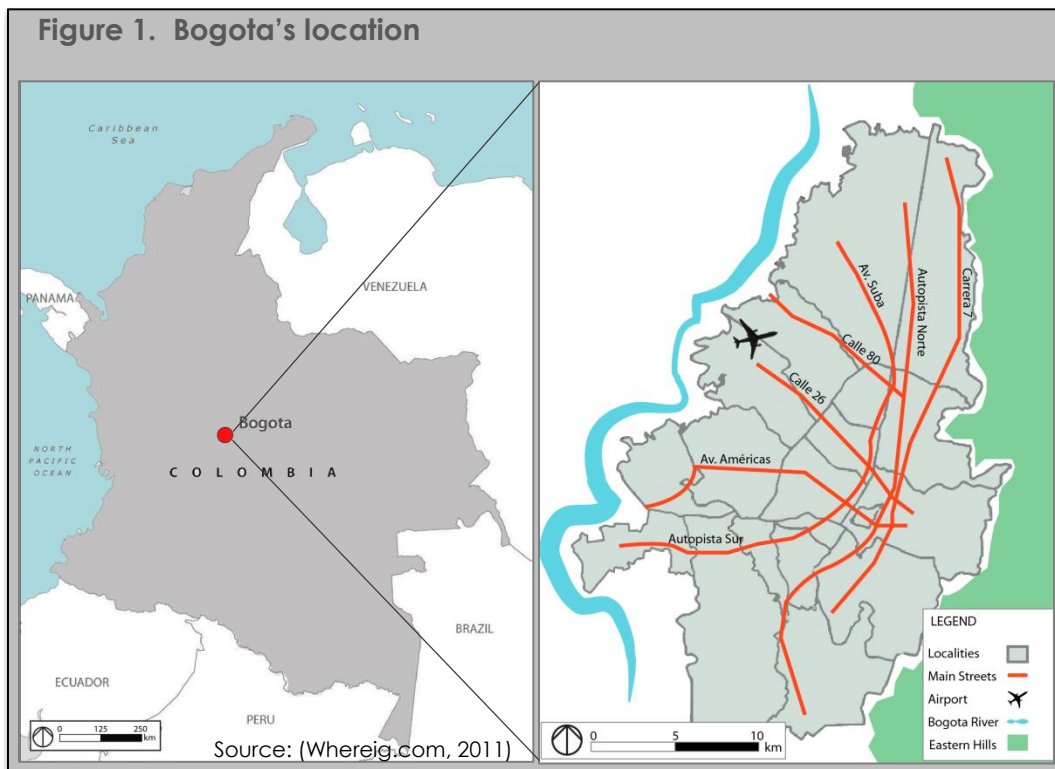 Figure 1. Bogota's location
Caribbean
Sea
PANAMA
VENEZUELA
Bogota
NORTH
PACIFIC
OCEAN
COLOMBIA
BRAZIL
ECUADOR
PERU
0 125 250
km
Source: (Whereig.com, 2011)
Av. Suba
Autopista Norte
Carrera 7
Calle 80
Calle 26
Av. Américas
Autopista Sur
LEGEND
Localities
Main Streets
Airport
Bogota River
Eastern Hills
0 5 10
km